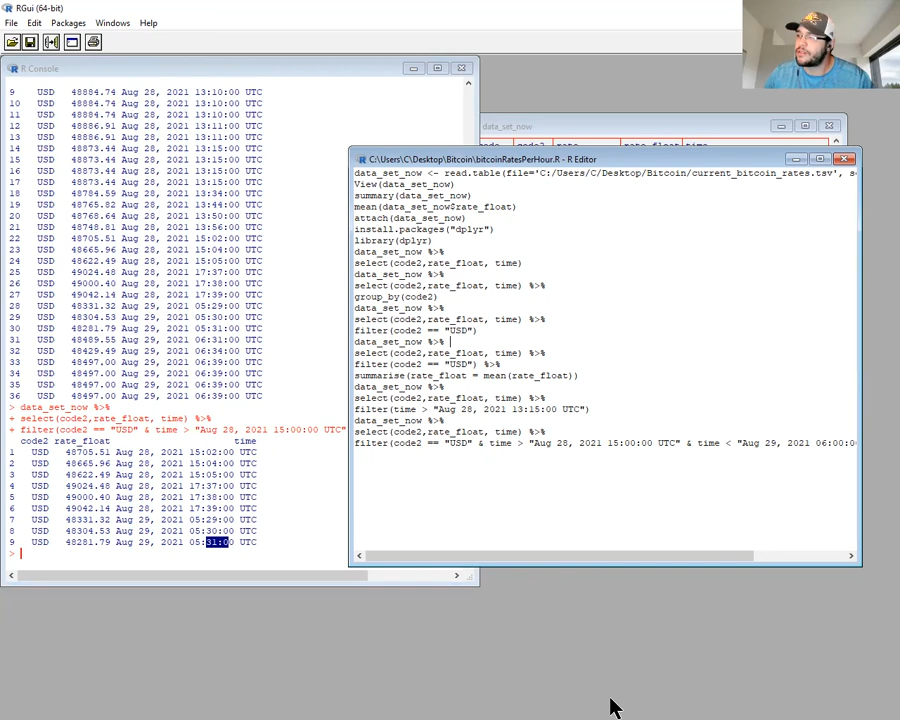 RGui (64-bit)
File Edit Packages Windows Help
R Console
9 USD 48884.74 Aug 28, 2021 13:10:00 UTC
10 USD 48884.74 Aug 28, 2021 13:10:00 UTC
11 USD 48884.74 Aug 28, 2021 13:10:00 UTC
12 USD 48886.91 Aug 28, 2021 13:11:00 UTC
13 USD 48886.91 Aug 28, 2021 13:11:00 UTC
14 USD 48873.44 Aug 28, 2021 13:15:00 UTC
15 USD 48873.44 Aug 28, 2021 13:15:00 UTC
16 USD 48873.44 Aug 28, 2021 13:15:00 UTC
17 USD 48873.44 Aug 28, 2021 13:15:00 UTC
18 USD 48784.59 Aug 28, 2021 13:34:00 UTC
19 USD 48765.82 Aug 28, 2021 13:44:00 UTC
20 USD 48768.64 Aug 28, 2021 13:50:00 UTC
21 USD 48748.81 Aug 28, 2021 13:56:00 UTC
22 USD 48705.51 Aug 28, 2021 15:02:00 UTC
23 USD 48665.96 Aug 28, 2021 15:04:00 UTC
24 USD 48622.49 Aug 28, 2021 15:05:00 UTC
25 USD 49024.48 Aug 28, 2021 17:37:00 UTC
26 USD 49000.40 Aug 28, 2021 17:38:00 UTC
27 USD 49042.14 Aug 28, 2021 17:39:00 UTC
28 USD 48331.32 Aug 29, 2021 05:29:00 UTC
29 USD 48304.53 Aug 29, 2021 05:30:00 UTC
30 USD 48281.79 Aug 29, 2021 05:31:00 UTC
31 USD 48489.55 Aug 29, 2021 06:31:00 UTC
32 USD 48429.49 Aug 29, 2021 06:34:00 UTC
33 USD 48497.00 Aug 29, 2021 06:39:00 UTC
34 USD 48497.00 Aug 29, 2021 06:39:00 UTC
35 USD 48497.00 Aug 29, 2021 06:39:00 UTC
36 USD 48497.00 Aug 29, 2021 06:39:00 UTC
> data_set_now %>%
+ select(code2,rate_float, time) %>%
+ filter(code2 == "USD" & time > "Aug 28, 2021 15:00:00 UTC"
code2 rate_float time
1 USD 48705.51 Aug 28, 2021 15:02:00 UTC
2 USD 48665.96 Aug 28, 2021 15:04:00 UTC
3 USD 48622.49 Aug 28, 2021 15:05:00 UTC
4 USD 49024.48 Aug 28, 2021 17:37:00 UTC
5 USD 49000.40 Aug 28, 2021 17:38:00 UTC
6 USD 49042.14 Aug 28, 2021 17:39:00 UTC
7 USD 48331.32 Aug 29, 2021 05:29:00 UTC
8 USD 48304.53 Aug 29, 2021 05:30:00 UTC
9 USD 48281.79 Aug 29, 2021 05:31:00 UTC
>
data_set_now
code code2 rate rate_float time
C:\Users\C\Desktop\Bitcoin\bitcoinRatesPerHour.R - R Editor
data_set_now <- read.table(file='C:/Users/C/Desktop/Bitcoin/current_bitcoin_rates.tsv', se
View(data_set_now)
summary(data_set_now)
mean(data_set_now$rate_float)
attach(data_set_now)
install.packages("dplyr")
library(dplyr)
data_set_now %>%
select(code2,rate_float, time)
data_set_now %>%
select(code2,rate_float, time) %>%
group_by(code2)
data_set_now %>%
select(code2,rate_float, time) %>%
filter(code2 == "USD")
data_set_now %>%
select(code2,rate_float, time) %>%
filter(code2 == "USD") %>%
summarise(rate_float = mean(rate_float))
data_set_now %>%
select(code2,rate_float, time) %>%
filter(time > "Aug 28, 2021 13:15:00 UTC")
data_set_now %>%
select(code2,rate_float, time) %>%
filter(code2 == "USD" & time > "Aug 28, 2021 15:00:00 UTC" & time < "Aug 29, 2021 06:00:0